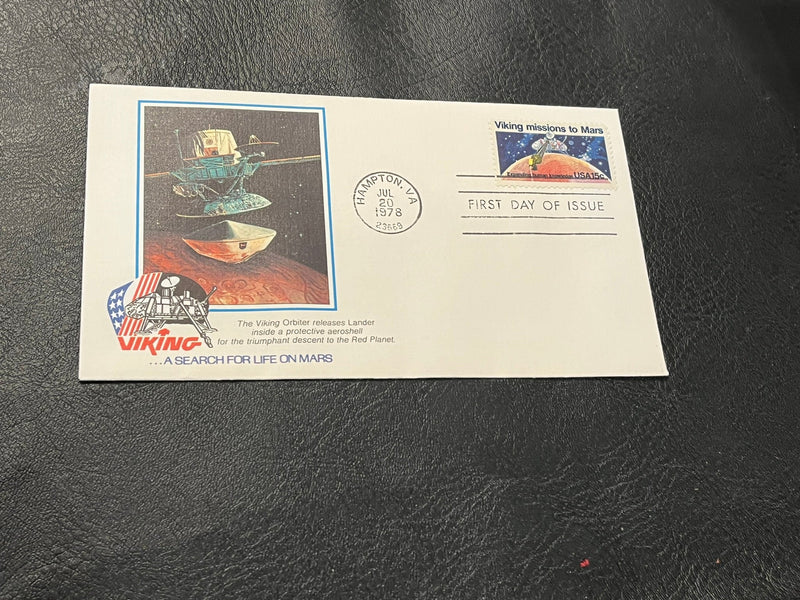 Viking missions to Mars
Expanding human knowledge USA 15c
HAMPTON, VA
JUL
20
1978
FIRST DAY OF ISSUE
The Viking Orbiter releases Lander
inside a protective aeroshell
for the triumphant descent to the Red Planet.
VIKING
...A SEARCH FOR LIFE ON MARS